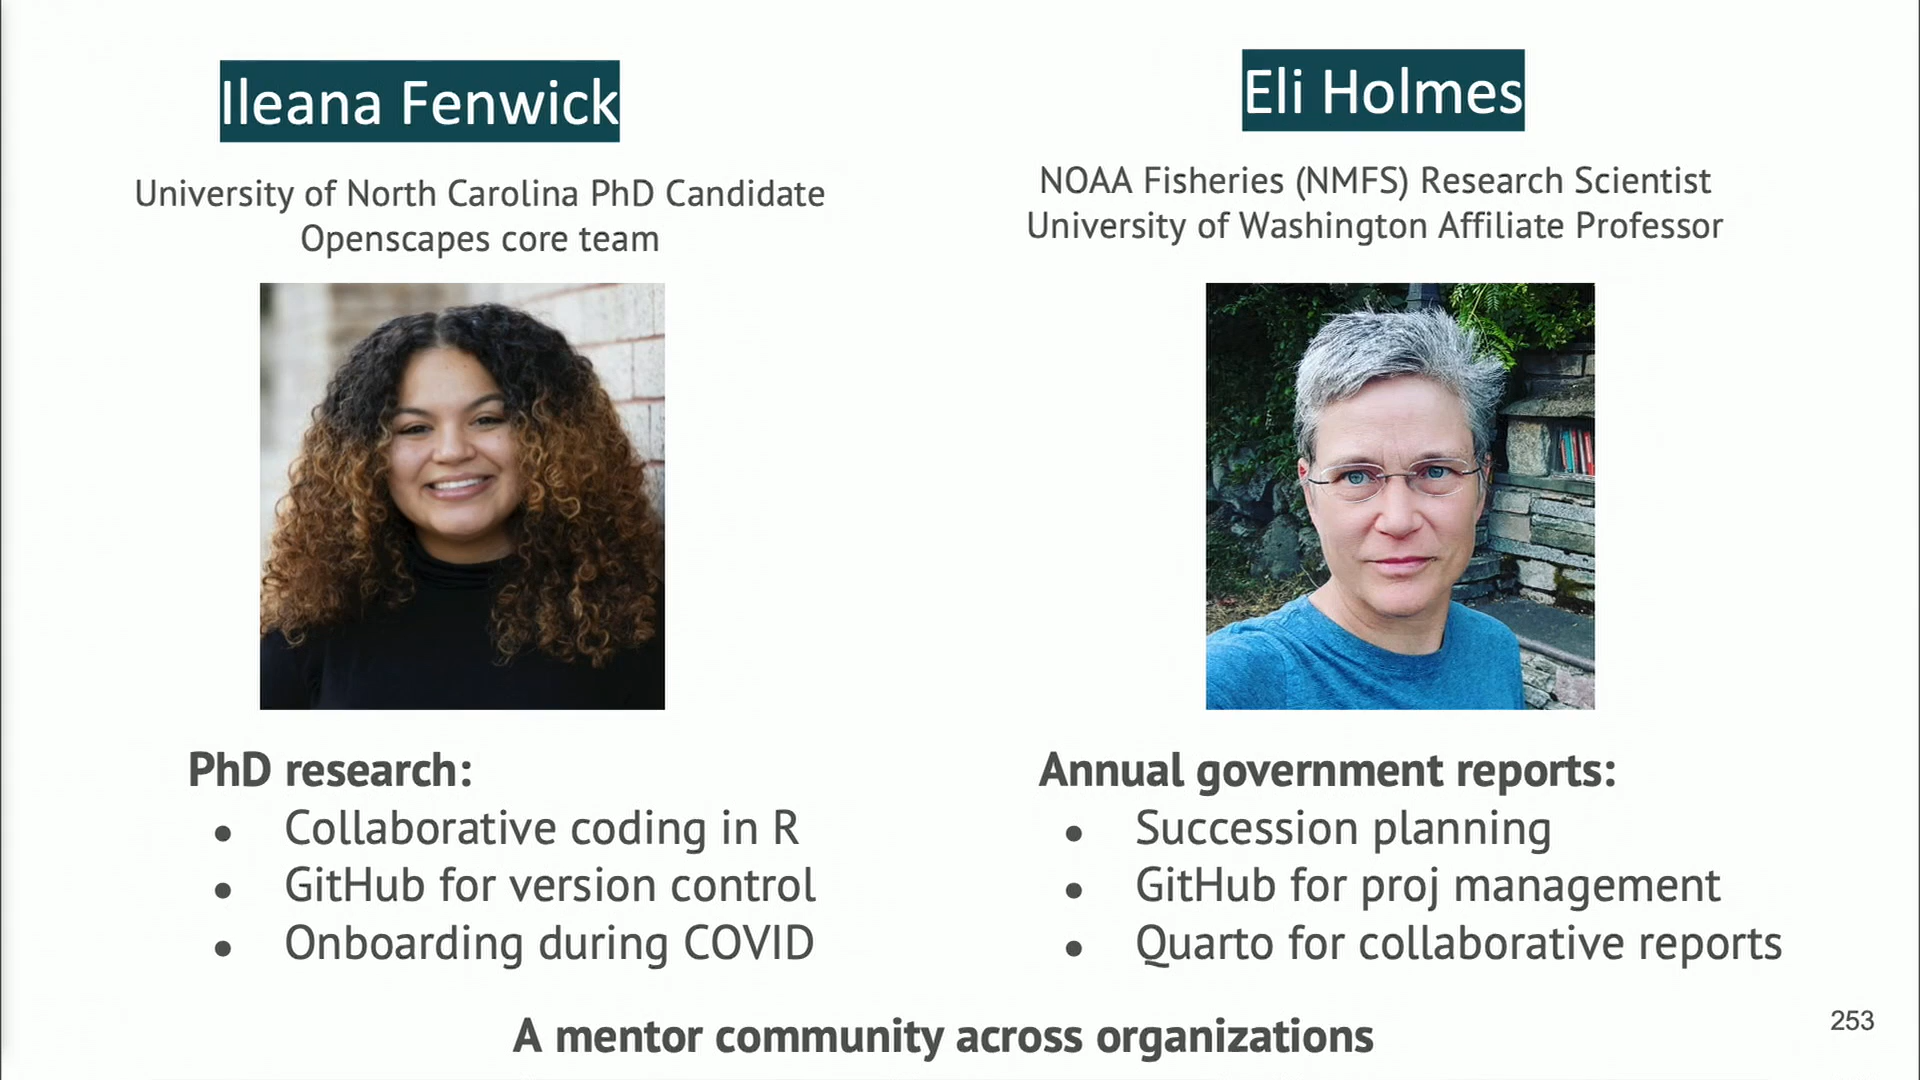 Ileana Fenwick
University of North Carolina PhD Candidate
Openscapes core team
PhD research:
● Collaborative coding in R
● GitHub for version control
● Onboarding during COVID
Eli Holmes
NOAA Fisheries (NMFS) Research Scientist
University of Washington Affiliate Professor
Annual government reports:
● Succession planning
● GitHub for proj management
● Quarto for collaborative reports
A mentor community across organizations
253